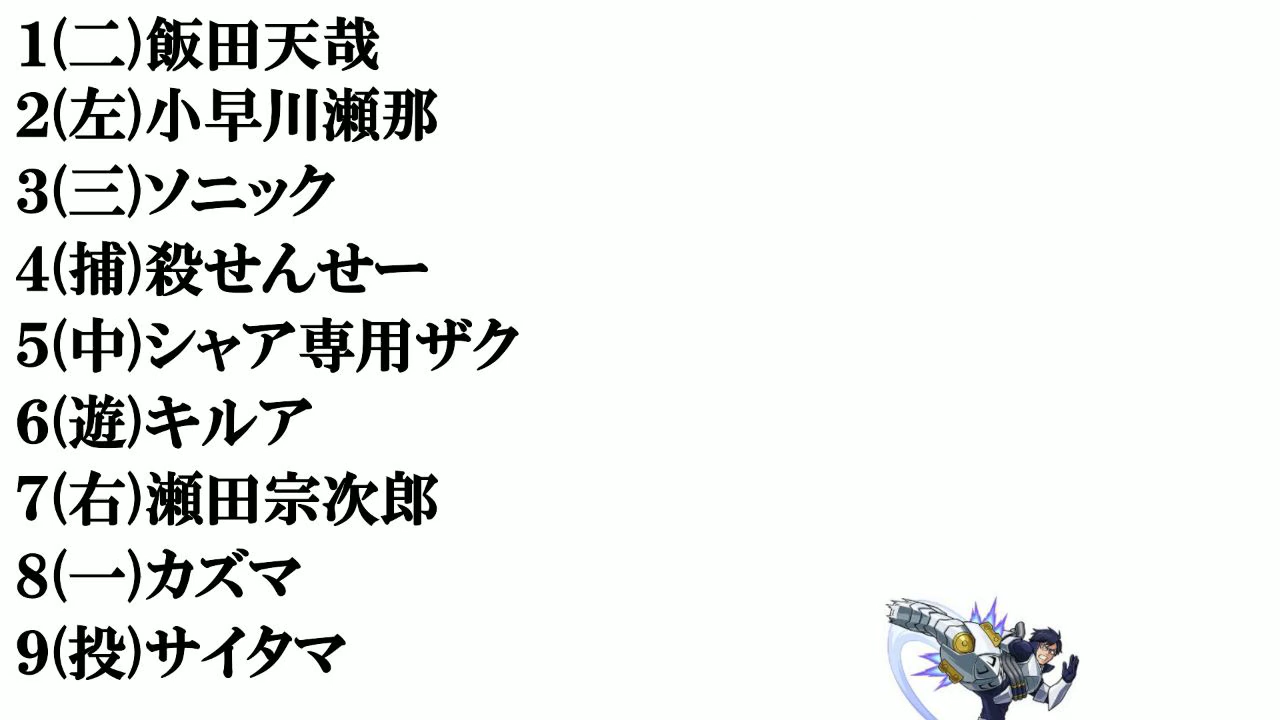 1(二)飯田天哉
2(左)小早川瀬那
3(三)ソニック
4(捕)殺せんせー
5(中)シャア専用ザク
6(遊)キルア
7(右)瀬田宗次郎
8(一)カズマ
9(投)サイタマ